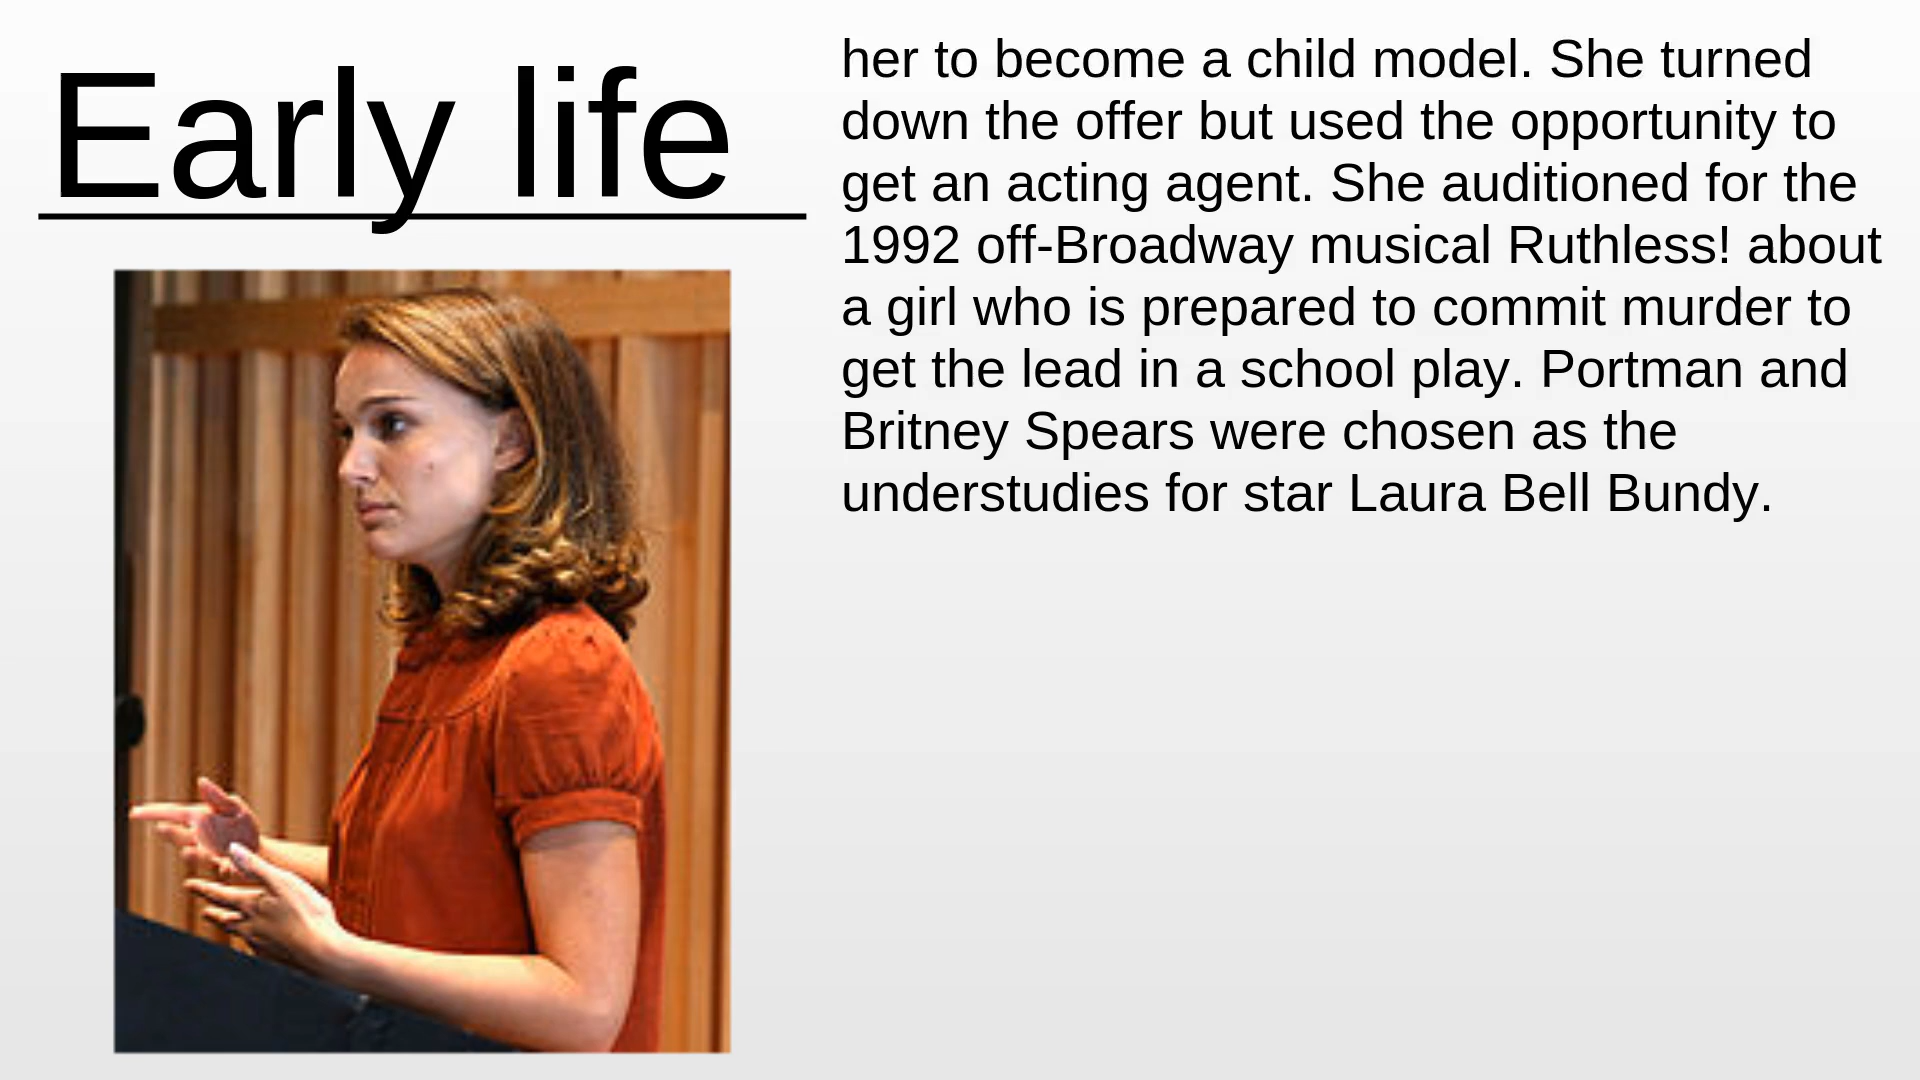 Early life
her to become a child model. She turned
down the offer but used the opportunity to
get an acting agent. She auditioned for the
1992 off-Broadway musical Ruthless! about
a girl who is prepared to commit murder to
get the lead in a school play. Portman and
Britney Spears were chosen as the
understudies for star Laura Bell Bundy.